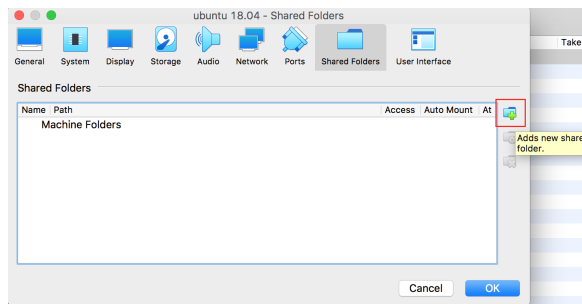 ubuntu 18.04 - Shared Folders
Take
General System Display Storage Audio Network Ports Shared Folders User Interface
Shared Folders
Name Path Access Auto Mount At
Machine Folders
Adds new share
folder.
Cancel OK